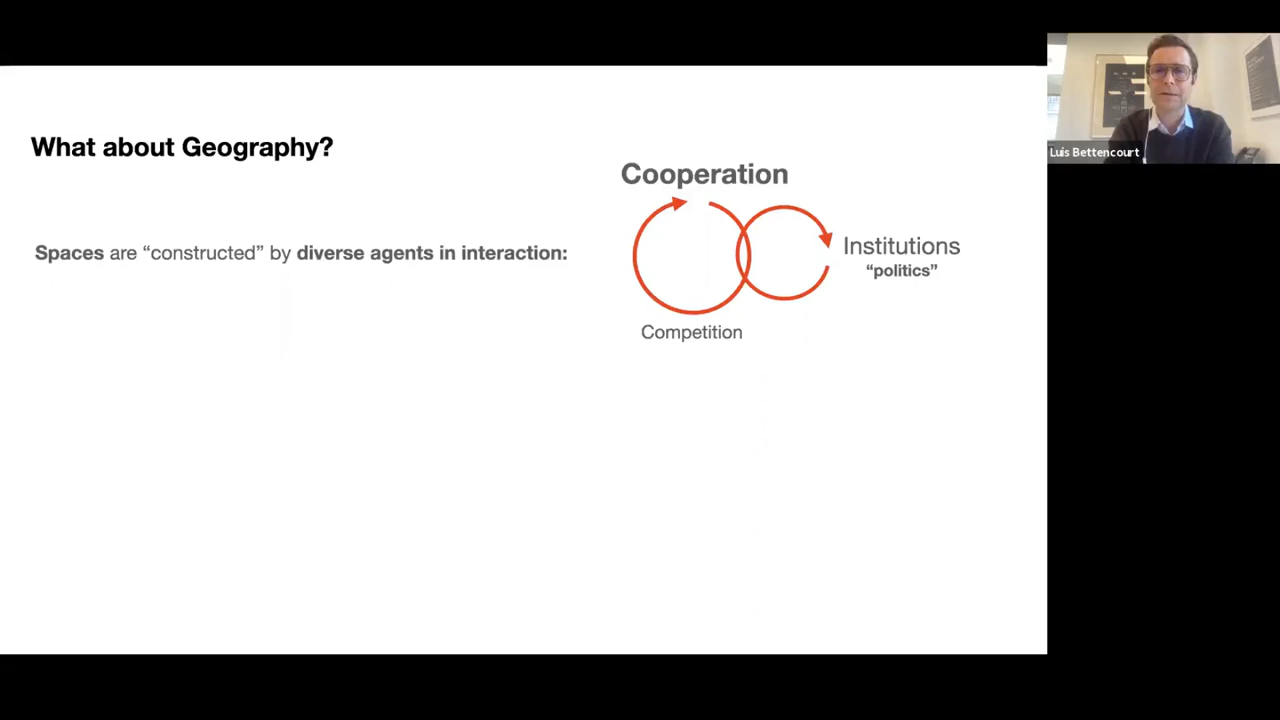 What about Geography?
Spaces are “constructed” by diverse agents in interaction:
Cooperation
Institutions
“politics”
Competition
Luis Bettencourt